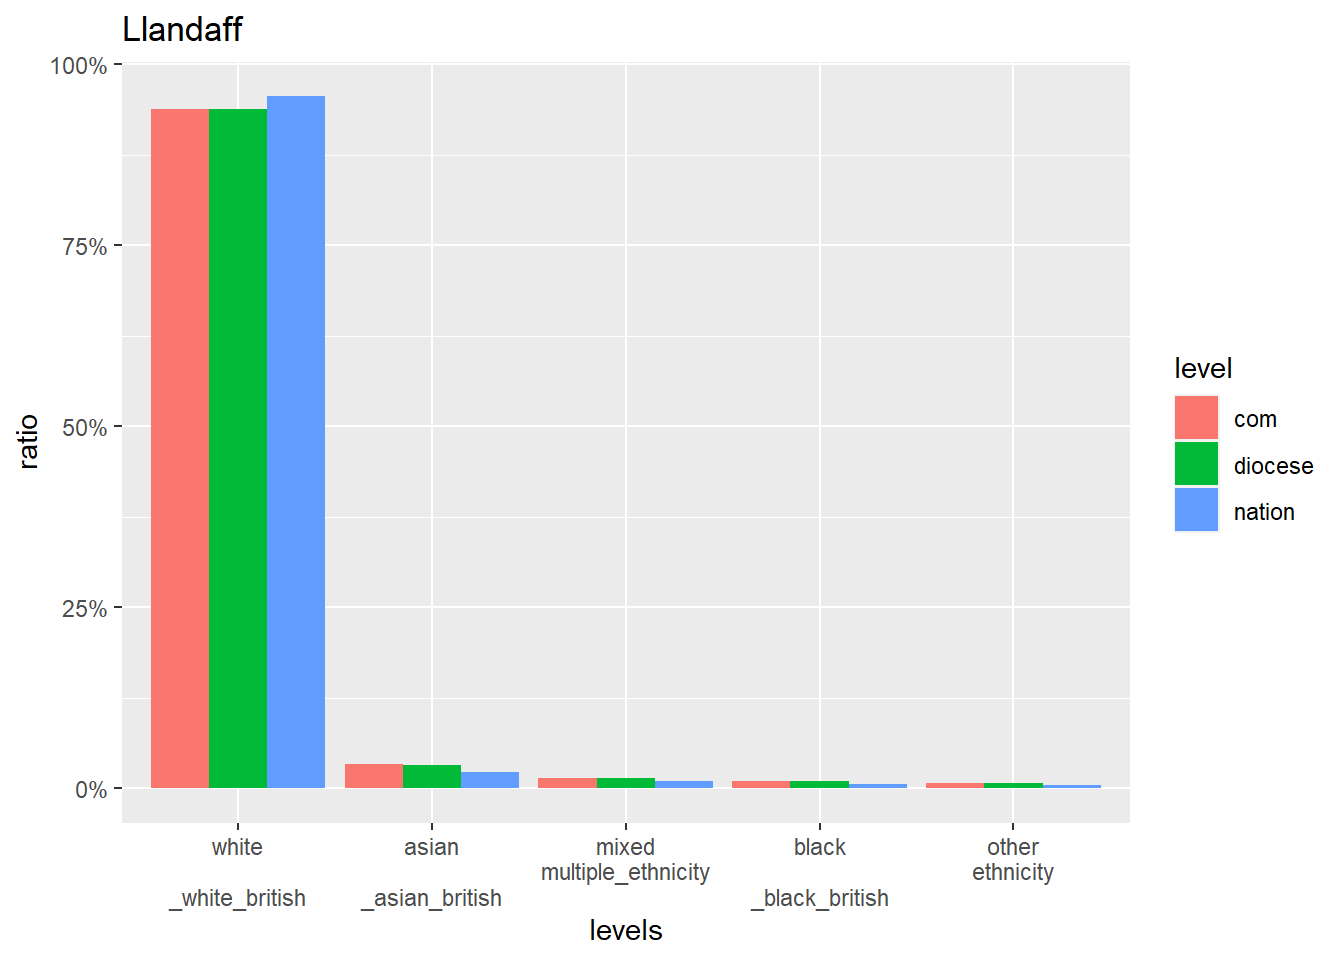 Llandaff
100%
75%
50%
25%
0%
ratio
white
_white_british
asian
_asian_british
mixed
multiple_ethnicity
black
_black_british
other
ethnicity
levels
level
com
diocese
nation